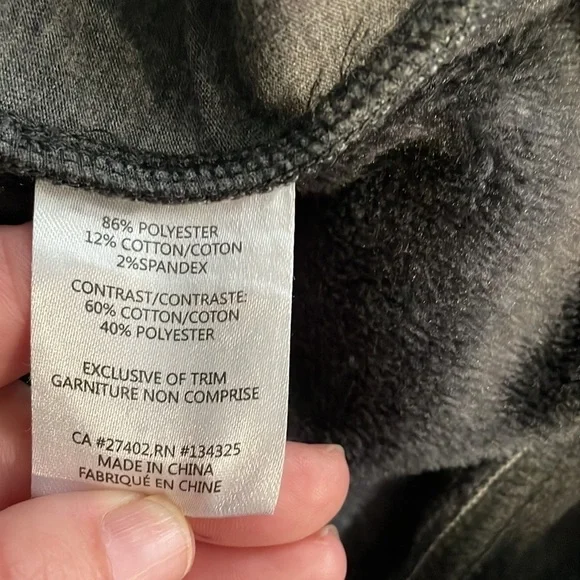 86% POLYESTER
12% COTTON/COTON
2%SPANDEX
CONTRAST/CONTRASTE:
60% COTTON/COTON
40% POLYESTER
EXCLUSIVE OF TRIM
GARNITURE NON COMPRISE
CA #27402,RN #134325
MADE IN CHINA
FABRIQUÉ EN CHINE